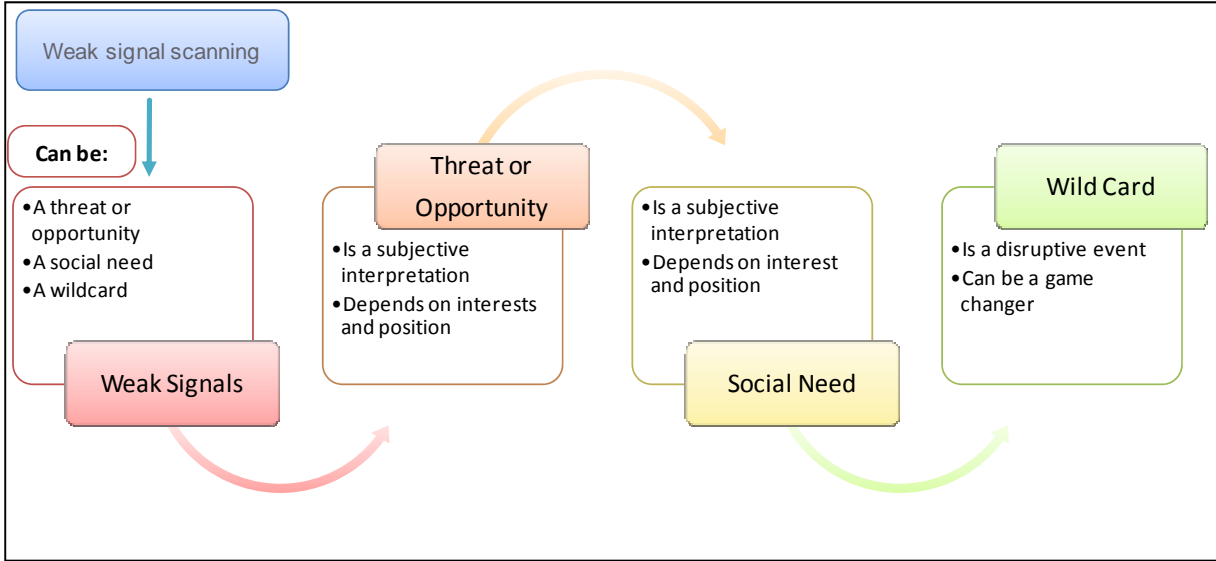 Weak signal scanning
Can be:
•A threat or
opportunity
•A social need
•A wildcard
Weak Signals
Threat or
Opportunity
•Is a subjective
interpretation
•Depends on interests
and position
•Is a subjective
interpretation
•Depends on interest
and position
Social Need
Wild Card
•Is a disruptive event
•Can be a game
changer